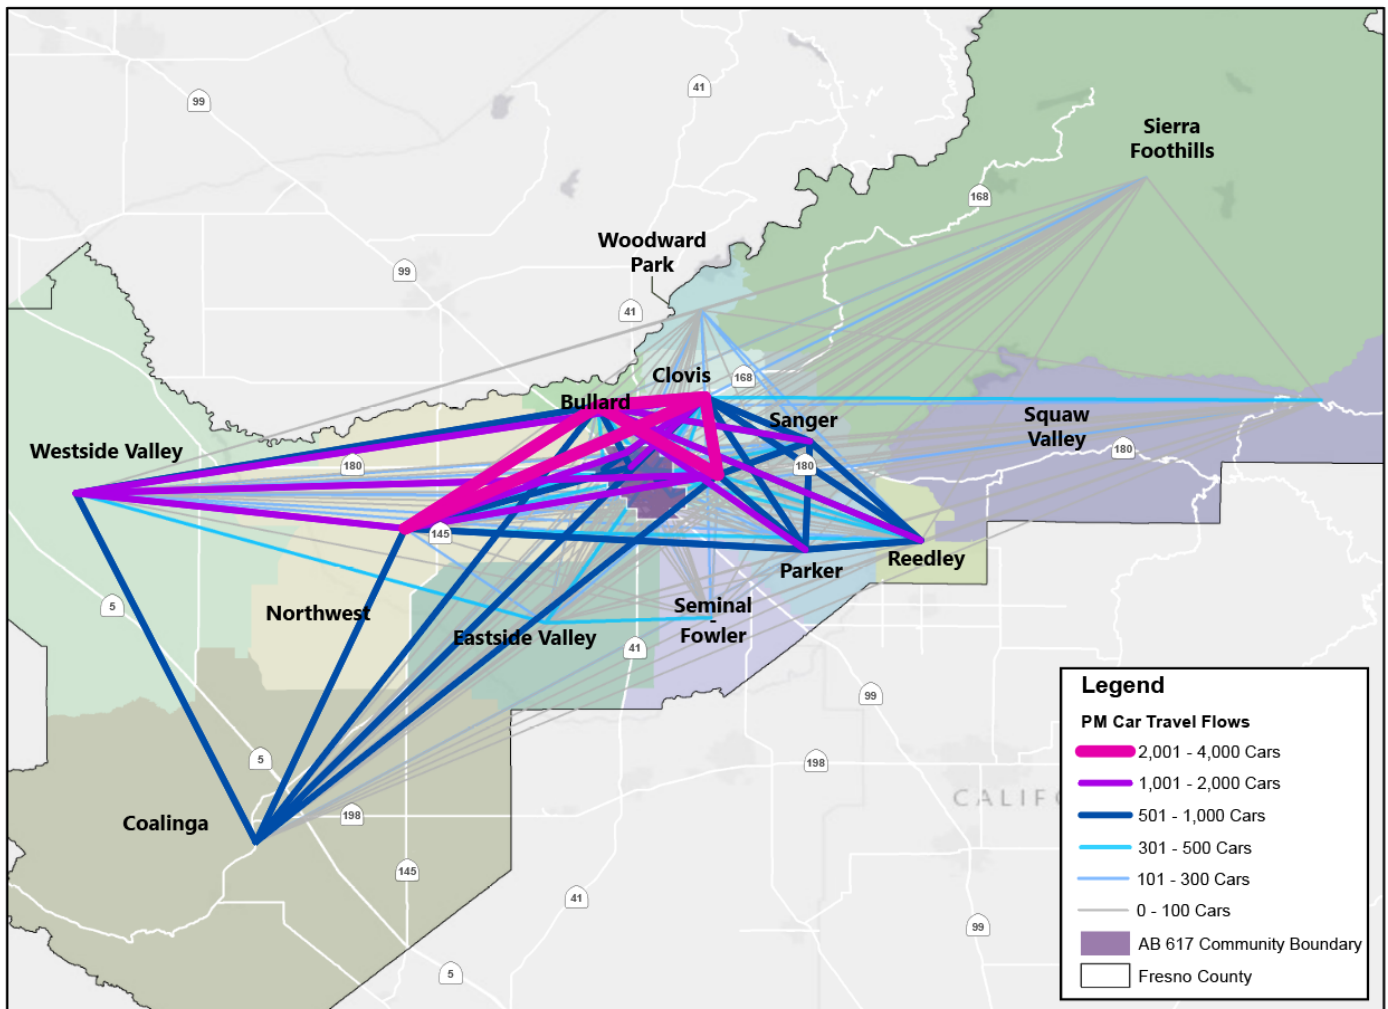 99
41
Sierra
Foothills
168
Woodward
Park
99
41
Clovis
168
Bullard
Sanger
Squaw
Valley
Westside Valley
180
180
180
145
Reedley
Parker
5
Northwest
Seminal
-
Fowler
Eastside Valley
41
99
5
198
Coalinga
198
CALIFO
145
41
99
5
Legend
PM Car Travel Flows
2,001 - 4,000 Cars
1,001 - 2,000 Cars
501 - 1,000 Cars
301 - 500 Cars
101 - 300 Cars
0 - 100 Cars
AB 617 Community Boundary
Fresno County